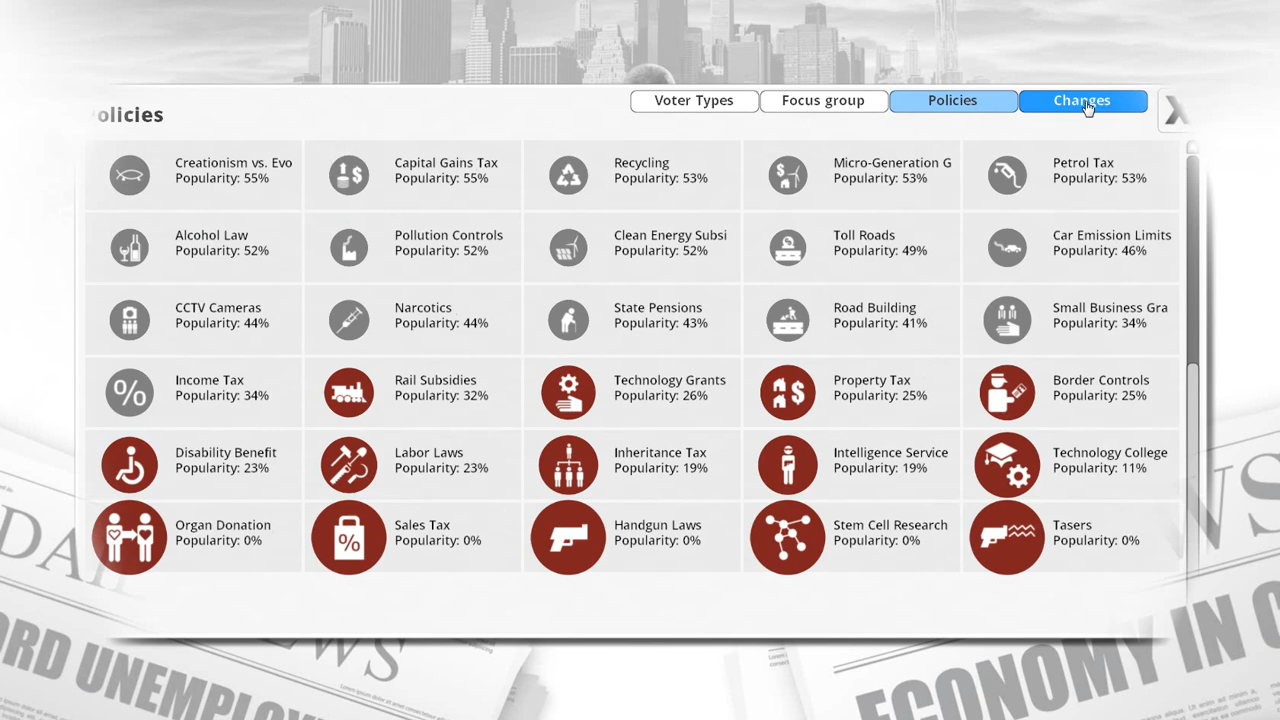 Voter Types
Focus group
Policies
Changes
olicies
X
Creationism vs. Evo
Popularity: 55%
Capital Gains Tax
Popularity: 55%
Recycling
Popularity: 53%
Micro-Generation G
Popularity: 53%
Petrol Tax
Popularity: 53%
Alcohol Law
Popularity: 52%
Pollution Controls
Popularity: 52%
Clean Energy Subsi
Popularity: 52%
Toll Roads
Popularity: 49%
Car Emission Limits
Popularity: 46%
CCTV Cameras
Popularity: 44%
Narcotics
Popularity: 44%
State Pensions
Popularity: 43%
Road Building
Popularity: 41%
Small Business Gra
Popularity: 34%
Income Tax
Popularity: 34%
Rail Subsidies
Popularity: 32%
Technology Grants
Popularity: 26%
Property Tax
Popularity: 25%
Border Controls
Popularity: 25%
Disability Benefit
Popularity: 23%
Labor Laws
Popularity: 23%
Inheritance Tax
Popularity: 19%
Intelligence Service
Popularity: 19%
Technology College
Popularity: 11%
Organ Donation
Popularity: 0%
Sales Tax
Popularity: 0%
Handgun Laws
Popularity: 0%
Stem Cell Research
Popularity: 0%
Tasers
Popularity: 0%
ORD UNEMPLO
ECONOMY IN C